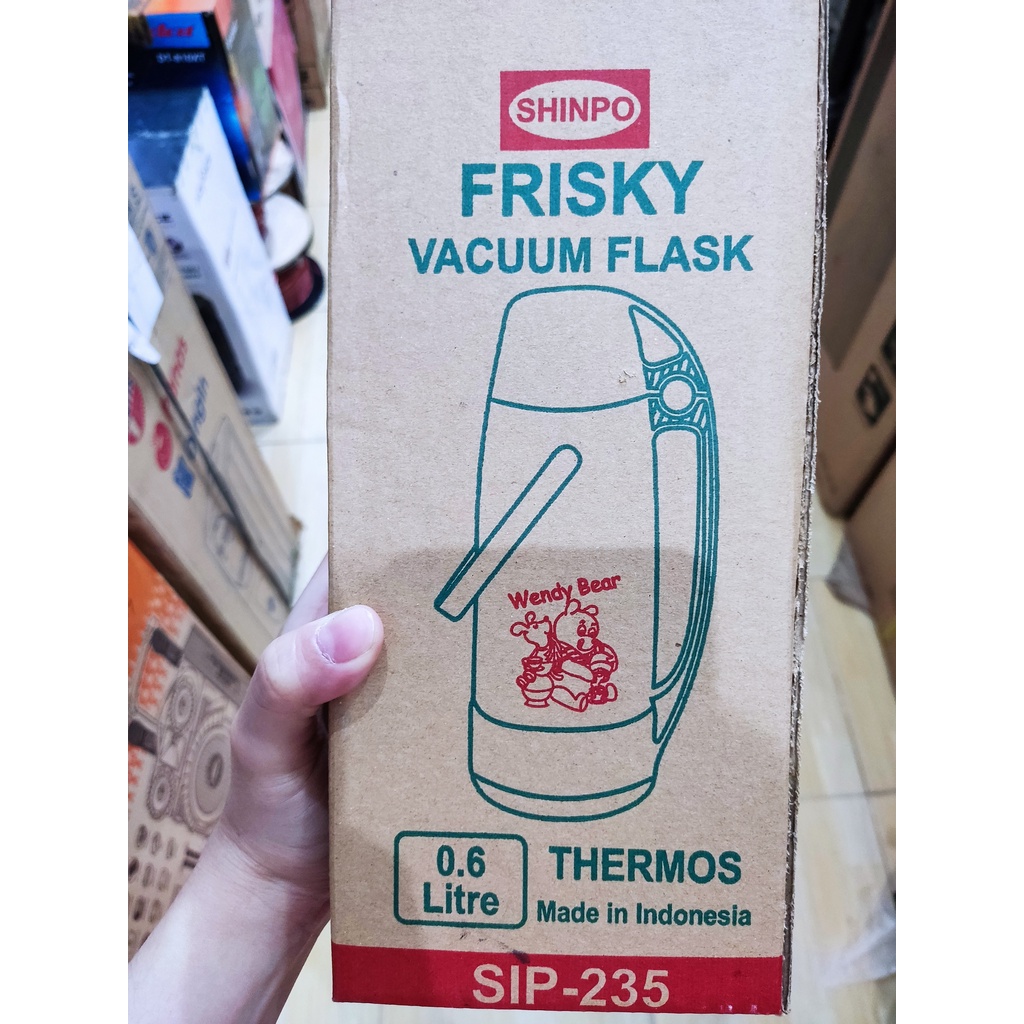 SHINPO
FRISKY
VACUUM FLASK
Wendy Bear
0.6
Litre
THERMOS
Made in Indonesia
SIP-235